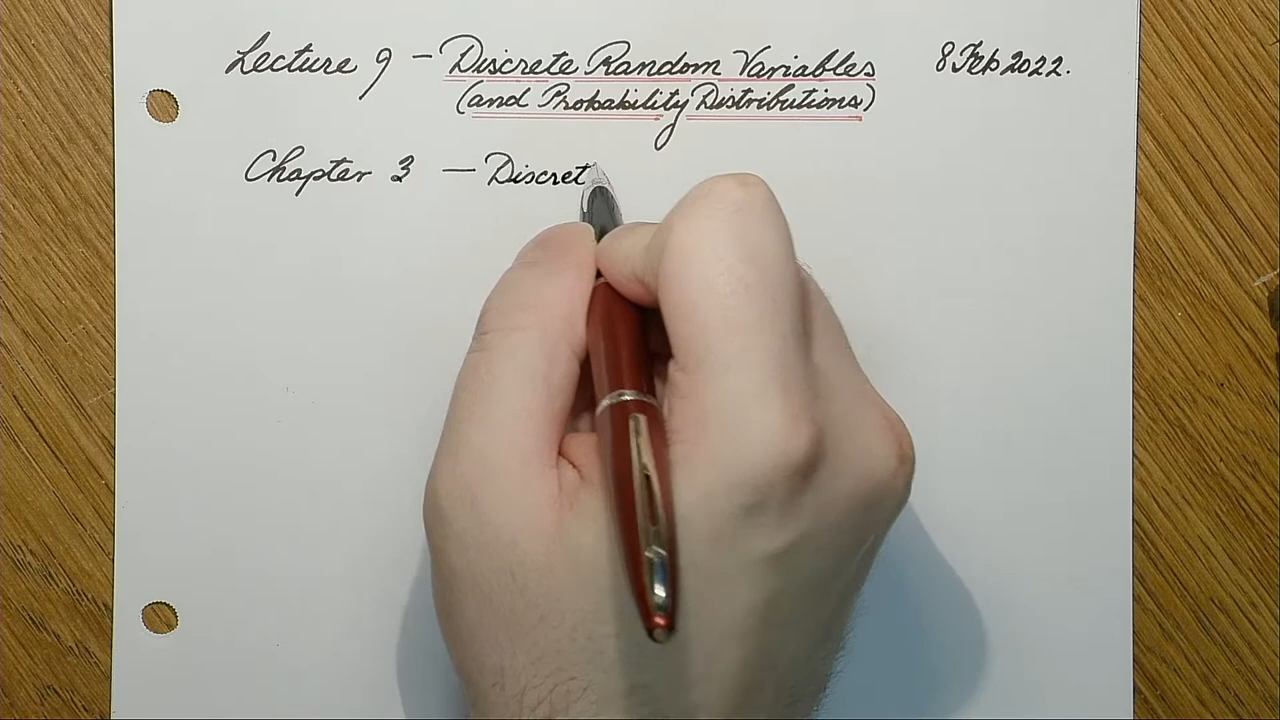 Lecture 9 - Discrete Random Variables 8 Feb 2022.
(and Probability Distributions)
Chapter 3 — Discret